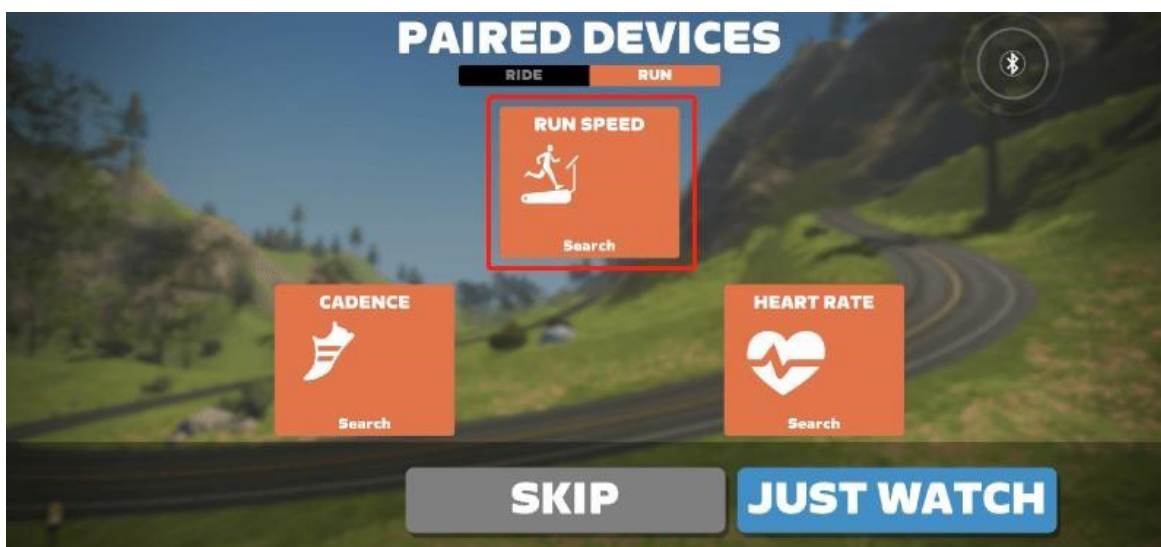 PAIRED DEVICES
RIDE
RUN
RUN SPEED
Search
CADENCE
Search
HEART RATE
Search
SKIP
JUST WATCH